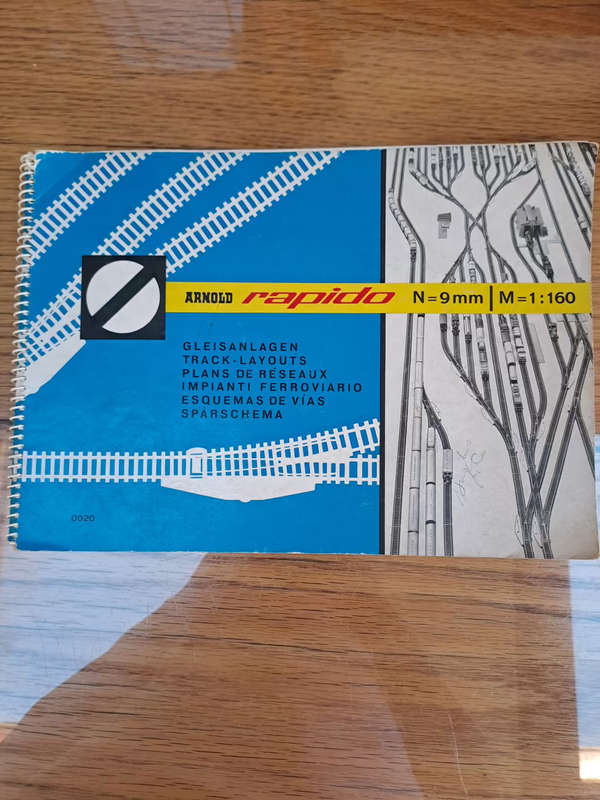 ARNOLD rapido N=9mm | M=1:160
GLEISANLAGEN
TRACK-LAYOUTS
PLANS DE RÉSEAUX
IMPIANTI FERROVIARIO
ESQUEMAS DE VÍAS
SPÅRSCHEMA
0020